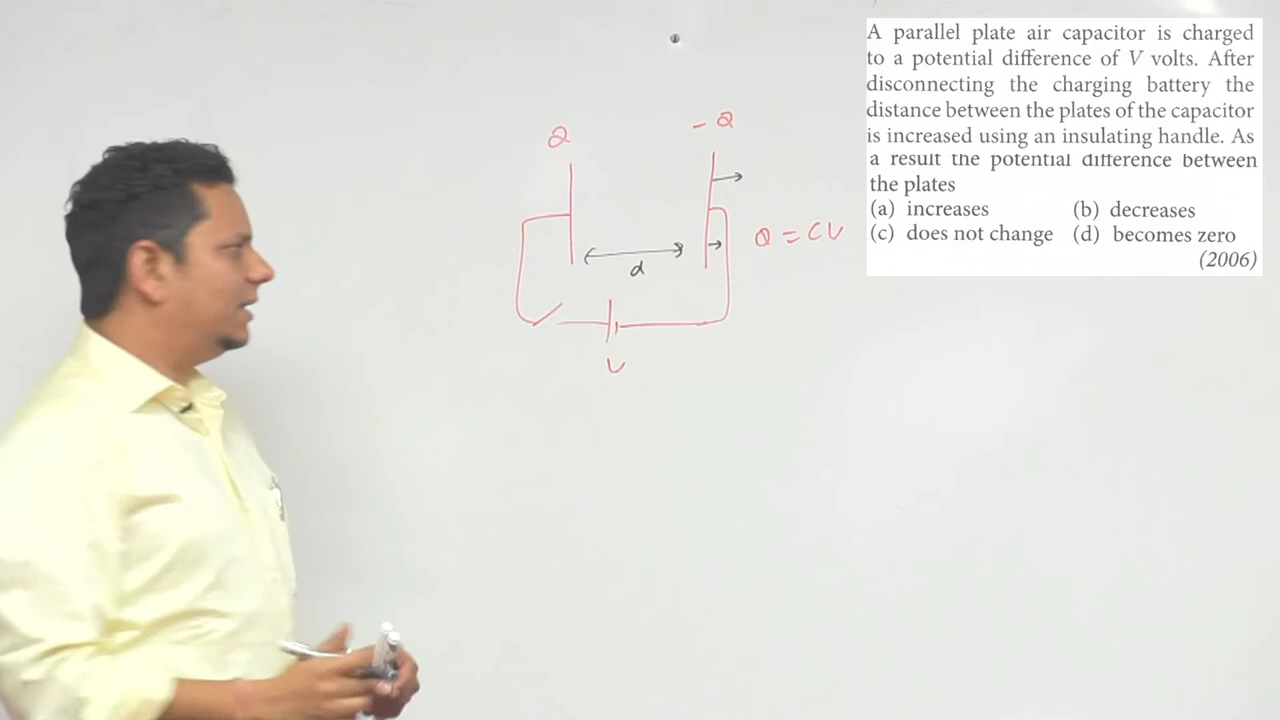 A parallel plate air capacitor is charged
to a potential difference of V volts. After
disconnecting the charging battery the
distance between the plates of the capacitor
is increased using an insulating handle. As
a result the potential difference between
the plates
(a) increases (b) decreases
(c) does not change (d) becomes zero
(2006)
Q - Q
Q = CV
d
V